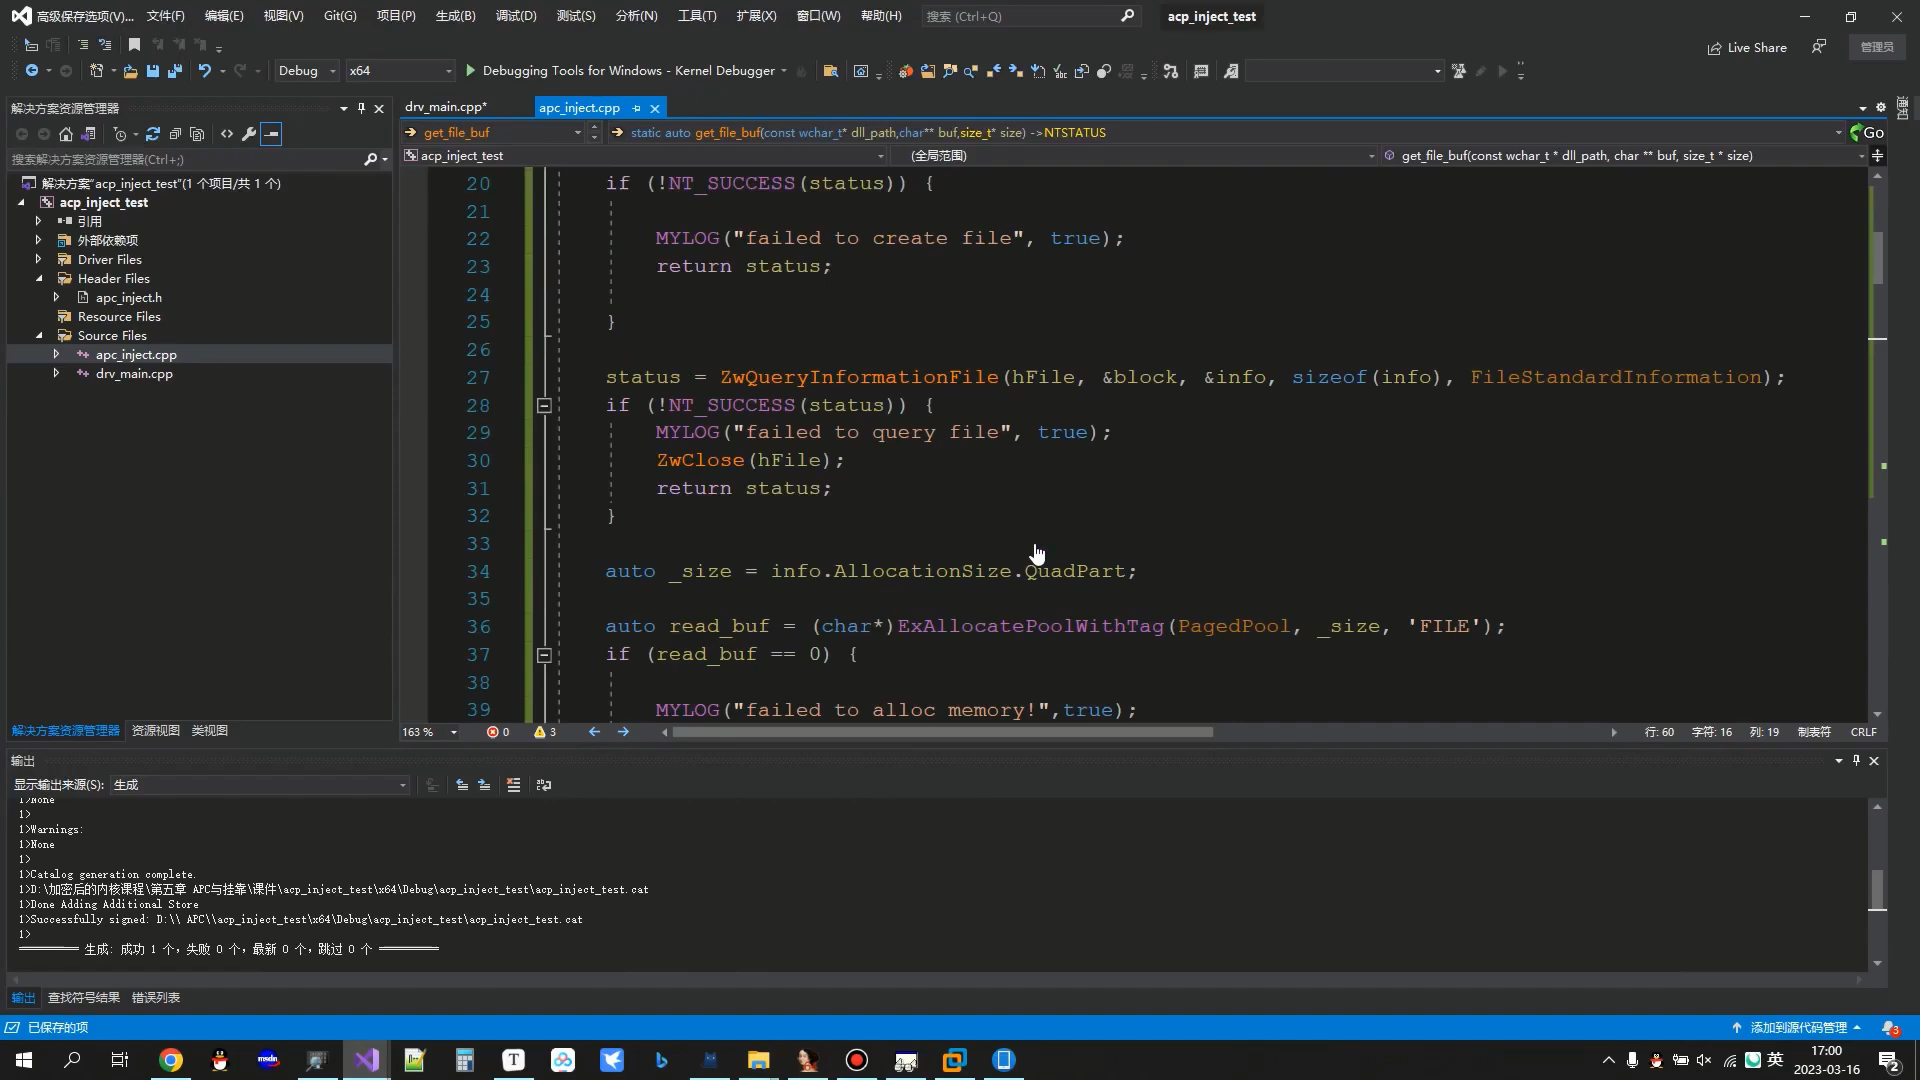 高级保存选项(V)...
文件(F)
编辑(E)
视图(V)
Git(G)
项目(P)
生成(B)
调试(D)
测试(S)
分析(N)
工具(T)
扩展(X)
窗口(W)
帮助(H)
搜索 (Ctrl+Q)
acp_inject_test
Live Share
管理员
Debug
x64
Debugging Tools for Windows - Kernel Debugger
解决方案资源管理器
drv_main.cpp*
apc_inject.cpp
get_file_buf
static auto get_file_buf(const wchar_t* dll_path,char** buf,size_t* size) ->NTSTATUS
Go
搜索解决方案资源管理器(Ctrl+;)
acp_inject_test
(全局范围)
get_file_buf(const wchar_t * dll_path, char ** buf, size_t * size)
解决方案"acp_inject_test"(1 个项目/共 1 个)
acp_inject_test
引用
外部依赖项
Driver Files
Header Files
apc_inject.h
Resource Files
Source Files
apc_inject.cpp
drv_main.cpp
20 if (!NT_SUCCESS(status)) {
21
22 MYLOG("failed to create file", true);
23 return status;
24
25 }
26
27 status = ZwQueryInformationFile(hFile, &block, &info, sizeof(info), FileStandardInformation);
28 if (!NT_SUCCESS(status)) {
29 MYLOG("failed to query file", true);
30 ZwClose(hFile);
31 return status;
32 }
33
34 auto _size = info.AllocationSize.QuadPart;
35
36 auto read_buf = (char*)ExAllocatePoolWithTag(PagedPool, _size, 'FILE');
37 if (read_buf == 0) {
38
39 MYLOG("failed to alloc memory!",true);
解决方案资源管理器
资源视图
类视图
163 %
0
3
行: 60
字符: 16
列: 19
制表符
CRLF
输出
显示输出来源(S):
生成
1>None
1>
1>Warnings:
1>None
1>
1>Catalog generation complete.
1>D:\加密后的内核课程\第五章 APC与挂靠\课件\acp_inject_test\x64\Debug\acp_inject_test\acp_inject_test.cat
1>Done Adding Additional Store
1>Successfully signed: D:\\ APC\\acp_inject_test\x64\Debug\acp_inject_test\acp_inject_test.cat
1>
========== 生成: 成功 1 个，失败 0 个，最新 0 个，跳过 0 个 ==========
输出
查找符号结果
错误列表
已保存的项
添加到源代码管理
3
英
17:00
2023-03-16
2